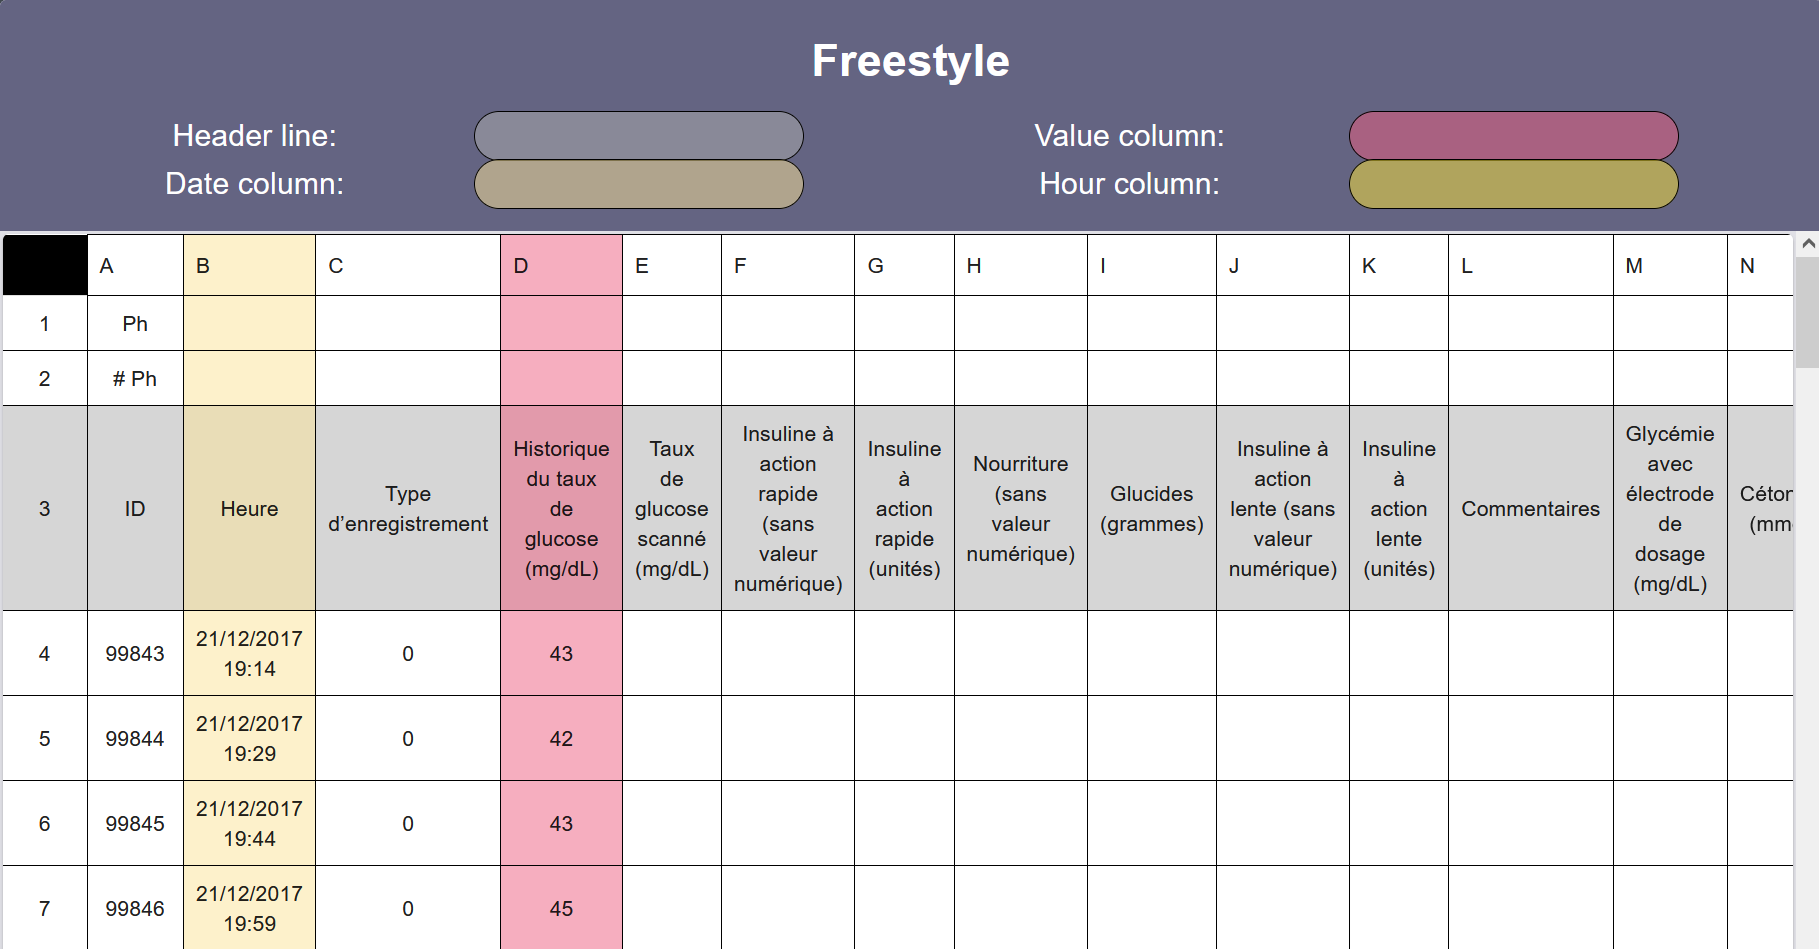 Freestyle
Header line:
Value column:
Date column:
Hour column:
A B C D E F G H I J K L M N
1 Ph
2 # Ph
3 ID Heure Type d’enregistrement Historique du taux de glucose (mg/dL) Taux de glucose scanné (mg/dL) Insuline à action rapide (sans valeur numérique) Insuline à action rapide (unités) Nourriture (sans valeur numérique) Glucides (grammes) Insuline à action lente (sans valeur numérique) Insuline à action lente (unités) Commentaires Glycémie avec électrode de dosage (mg/dL)
4 99843 21/12/2017 19:14 0 43
5 99844 21/12/2017 19:29 0 42
6 99845 21/12/2017 19:44 0 43
7 99846 21/12/2017 19:59 0 45